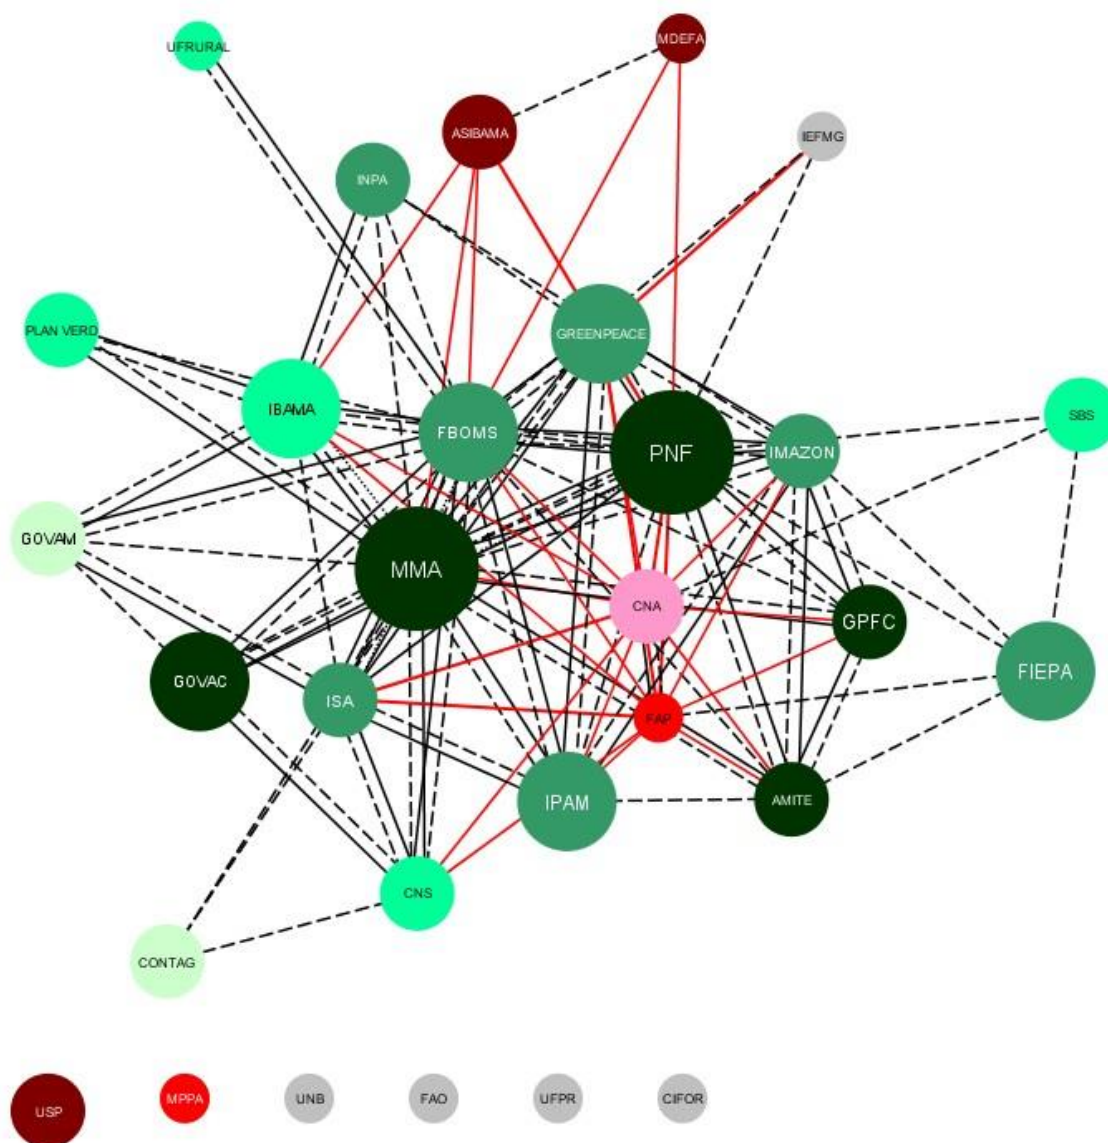 UFRURAL
MDEFA
ASIBAMA
IEFMG
INPA
PLAN VERD
GREENPEACE
IBAMA
FBOMS
PNF
IMAZON
SBS
GOVAM
MMA
CNA
GPFC
GOVAC
ISA
FAP
FIEPA
IPAM
AMITE
CNS
CONTAG
USP
MPPA
UNB
FAO
UFPR
CIFOR